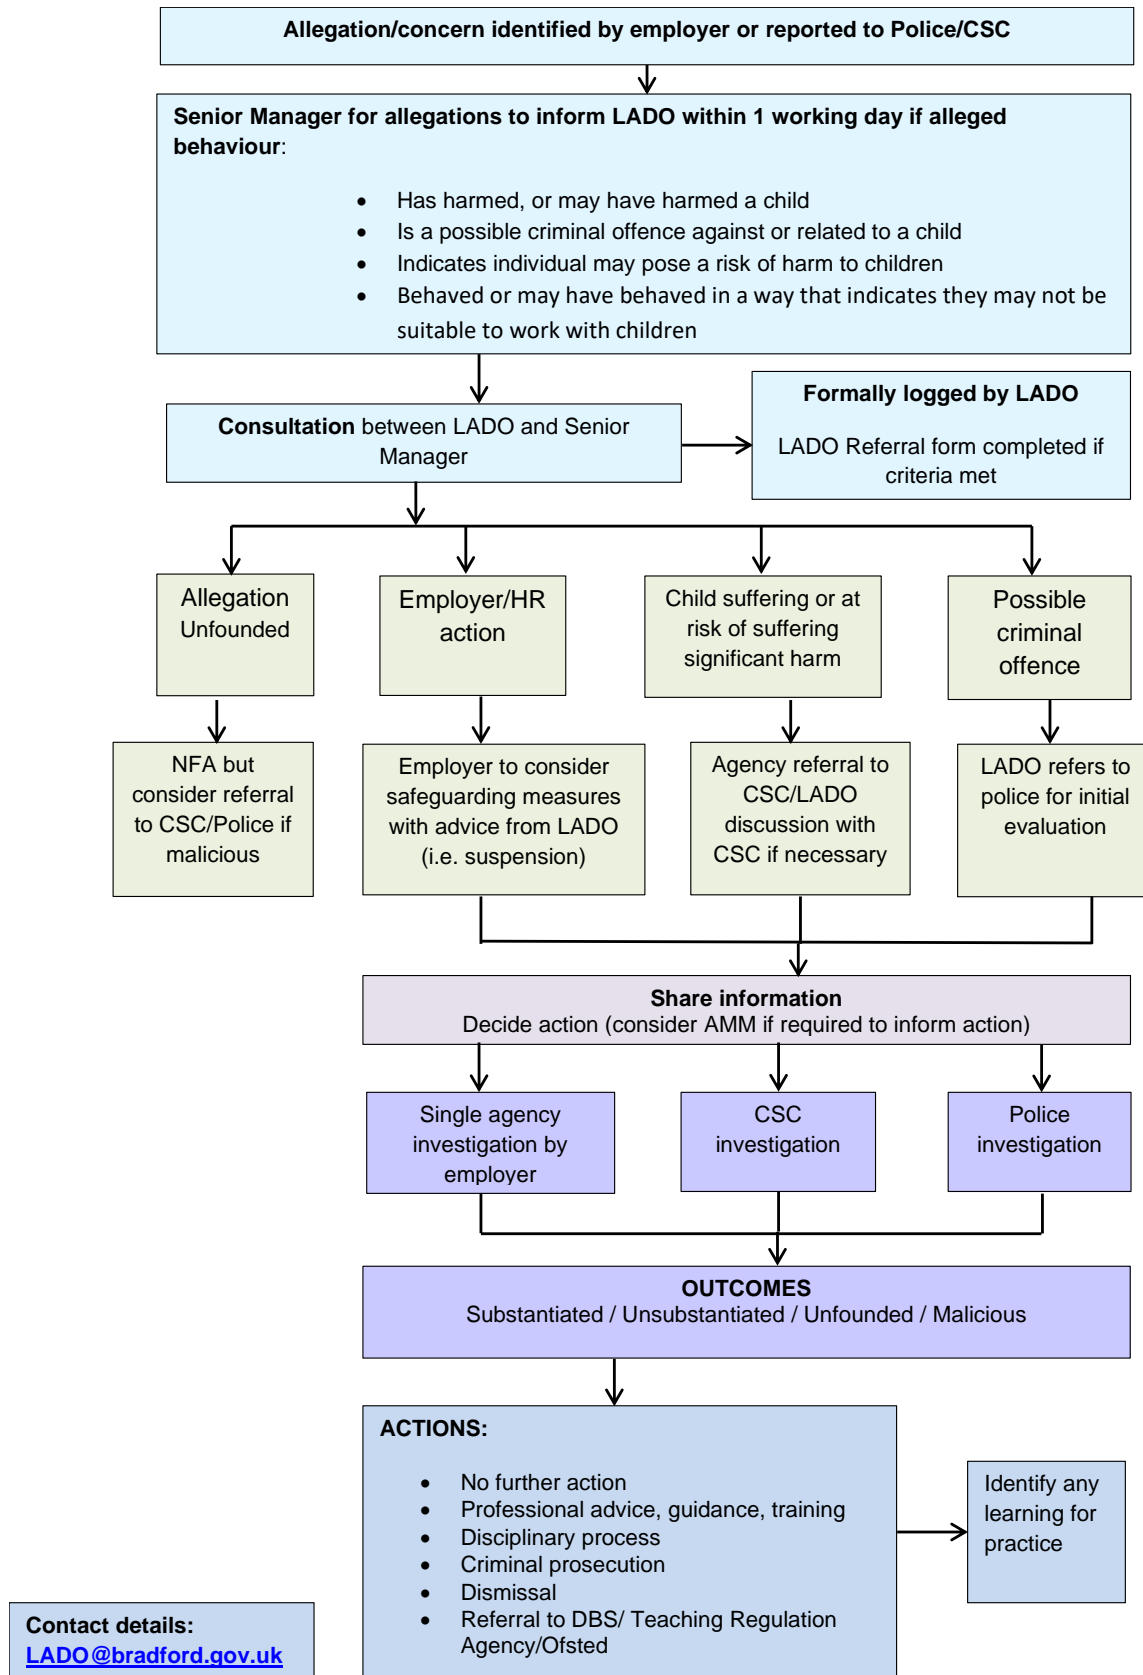 Allegation/concern identified by employer or reported to Police/CSC
Senior Manager for allegations to inform LADO within 1 working day if alleged
behaviour:
• Has harmed, or may have harmed a child
• Is a possible criminal offence against or related to a child
• Indicates individual may pose a risk of harm to children
• Behaved or may have behaved in a way that indicates they may not be
suitable to work with children
Consultation between LADO and Senior
Manager
Formally logged by LADO
LADO Referral form completed if
criteria met
Allegation
Unfounded
Employer/HR
action
Child suffering or at
risk of suffering
significant harm
Possible
criminal
offence
NFA but
consider referral
to CSC/Police if
malicious
Employer to consider
safeguarding measures
with advice from LADO
(i.e. suspension)
Agency referral to
CSC/LADO
discussion with
CSC if necessary
LADO refers to
police for initial
evaluation
Share information
Decide action (consider AMM if required to inform action)
Single agency
investigation by
employer
CSC
investigation
Police
investigation
OUTCOMES
Substantiated / Unsubstantiated / Unfounded / Malicious
ACTIONS:
• No further action
• Professional advice, guidance, training
• Disciplinary process
• Criminal prosecution
• Dismissal
• Referral to DBS/ Teaching Regulation
Agency/Ofsted
Identify any
learning for
practice
Contact details:
LADO@bradford.gov.uk